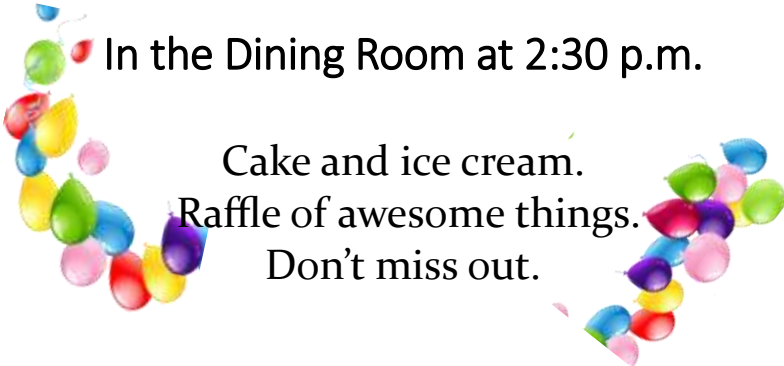 In the Dining Room at 2:30 p.m.
Cake and ice cream.
Raffle of awesome things.
Don’t miss out.